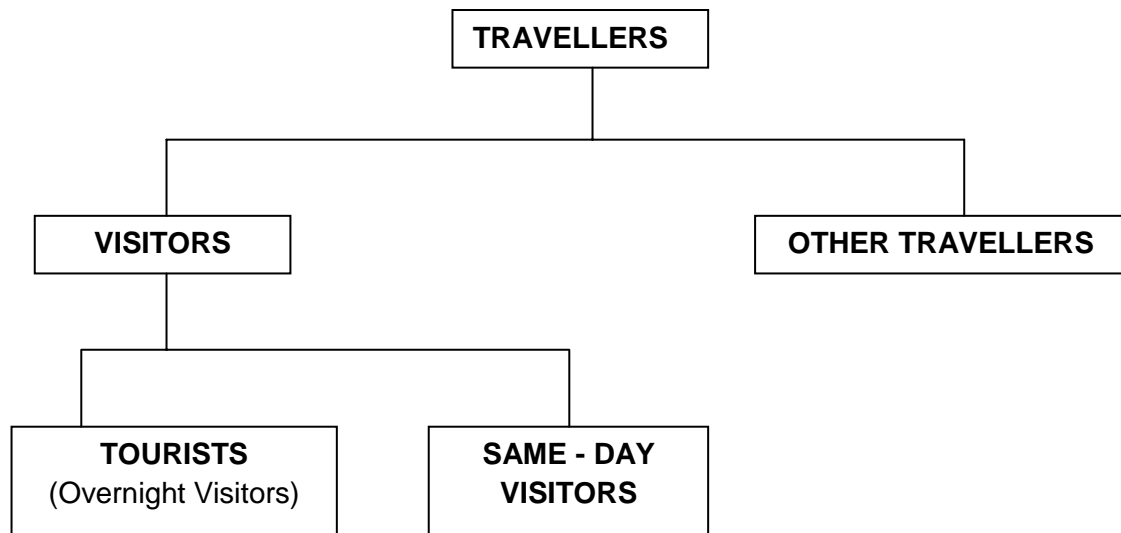 TRAVELLERS
VISITORS
OTHER TRAVELLERS
TOURISTS
(Overnight Visitors)
SAME - DAY
VISITORS